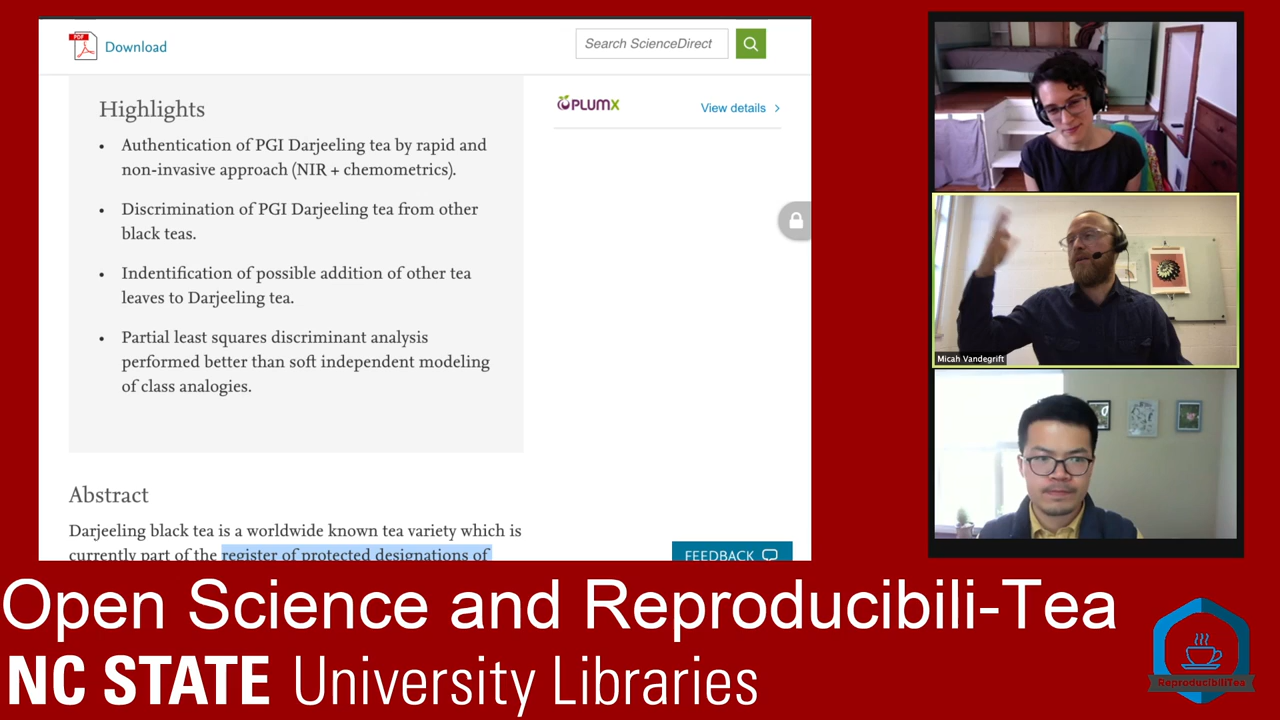 PDF
Download
Search ScienceDirect
Highlights
• Authentication of PGI Darjeeling tea by rapid and
non-invasive approach (NIR + chemometrics).
• Discrimination of PGI Darjeeling tea from other
black teas.
• Indentification of possible addition of other tea
leaves to Darjeeling tea.
• Partial least squares discriminant analysis
performed better than soft independent modeling
of class analogies.
Abstract
Darjeeling black tea is a worldwide known tea variety which is
currently part of the register of protected designations of
PLUMX
View details
FEEDBACK
Micah Vandegrift
Open Science and Reproducibili-Tea
NC STATE University Libraries
ReproducibiliTea